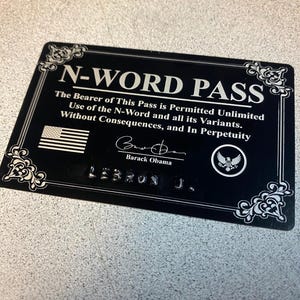 N-WORD PASS
The Bearer of This Pass is Permitted Unlimited
Use of the N-Word and all its Variants.
Without Consequences, and In Perpetuity
Barack Obama
LEBRON J.